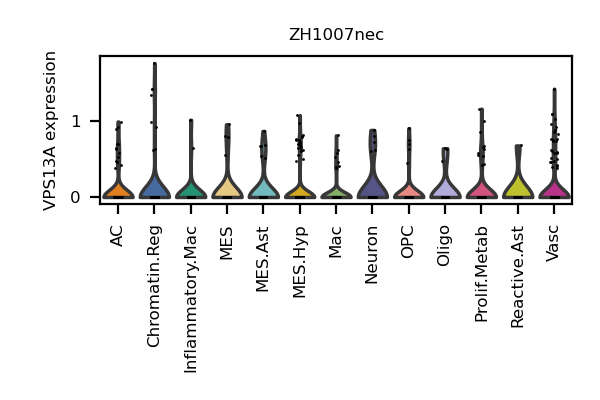 ZH1007nec
VPS13A expression
1
0
AC
Chromatin.Reg
Inflammatory.Mac
MES
MES.Ast
MES.Hyp
Mac
Neuron
OPC
Oligo
Prolif.Metab
Reactive.Ast
Vasc